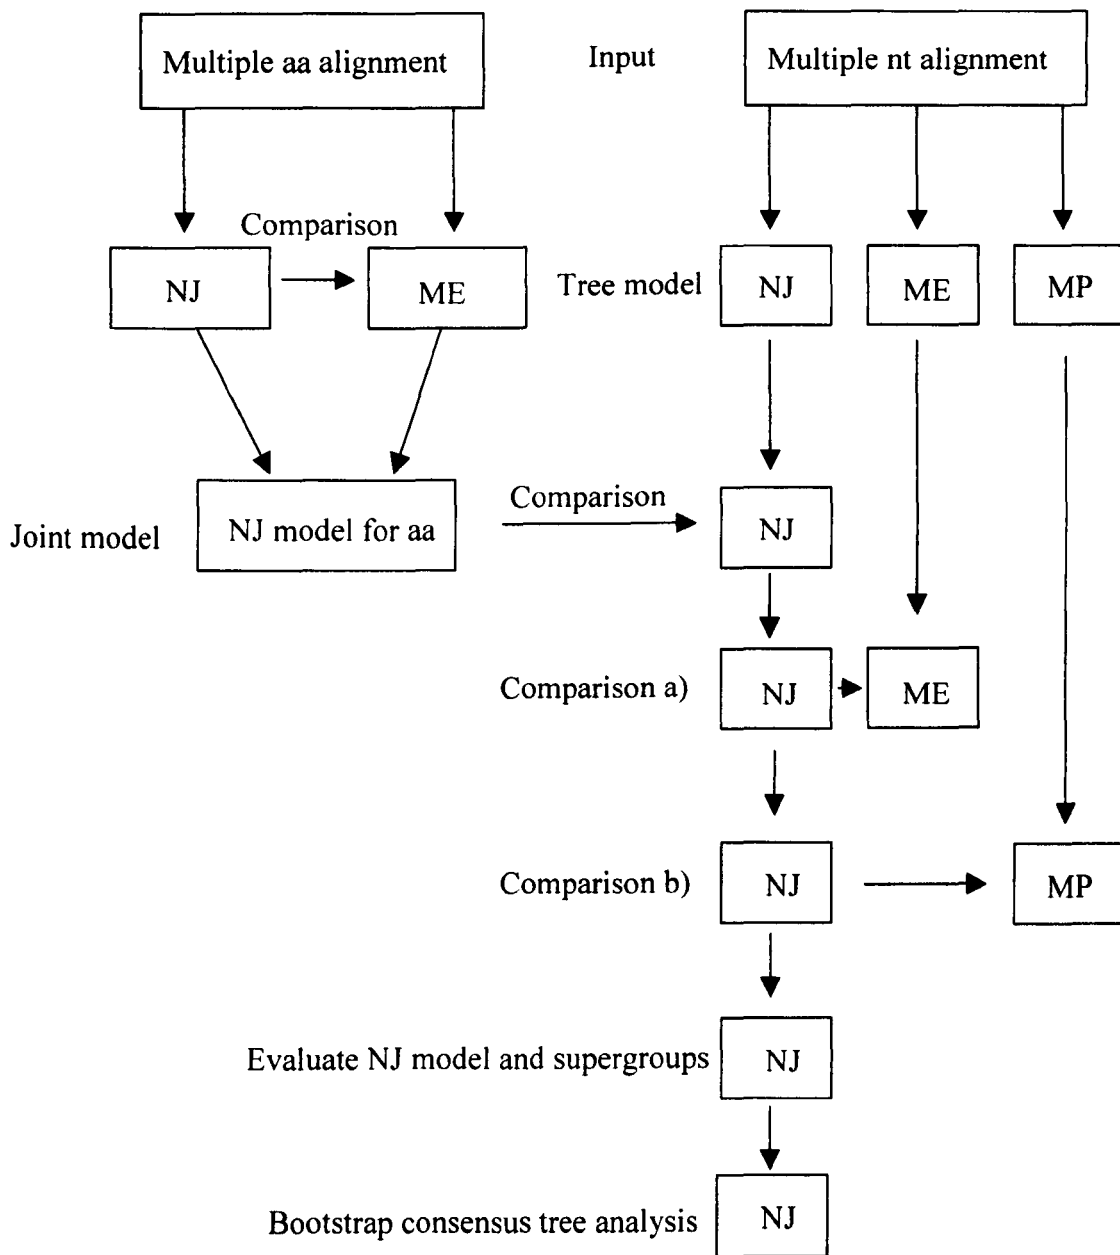 Multiple aa alignment
Input
Multiple nt alignment
Comparison
NJ
ME
Tree model
NJ
ME
MP
Joint model
NJ model for aa
Comparison
NJ
Comparison a)
NJ
ME
Comparison b)
NJ
MP
Evaluate NJ model and supergroups
NJ
Bootstrap consensus tree analysis
NJ